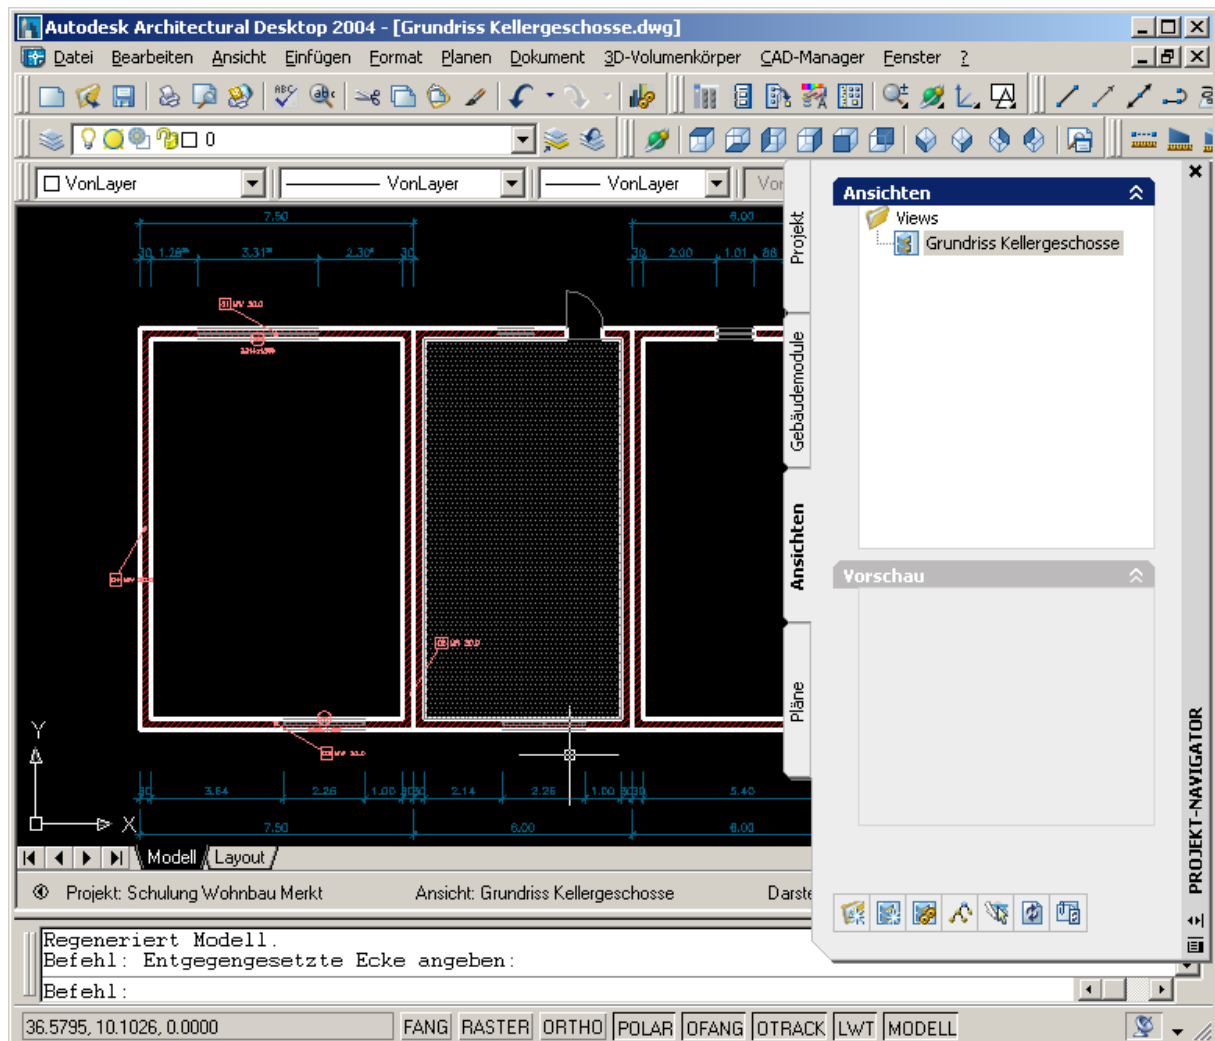 Autodesk Architectural Desktop 2004 - [Grundriss Kellergeschosse.dwg]
Datei Bearbeiten Ansicht Einfügen Format Planen Dokument 3D-Volumenkörper CAD-Manager Fenster ?
0
VonLayer VonLayer VonLayer Von
Projekt
Gebäudemodule
Ansichten
Pläne
Ansichten
Views
Grundriss Kellergeschosse
Vorschau
PROJEKT-NAVIGATOR
7.50 6.00
30 2.00 1.01 86
3.64 2.26 1.00 2.14 2.26 1.00 5.40
7.50 6.00 6.00
Y
X
Modell Layout
Projekt: Schulung Wohnbau Merkt Ansicht: Grundriss Kellergeschosse Darste
Regeneriert Modell.
Befehl: Entgegengesetzte Ecke angeben:
Befehl:
36.5795, 10.1026, 0.0000 FANG RASTER ORTHO POLAR OFANG OTRACK LWT MODELL